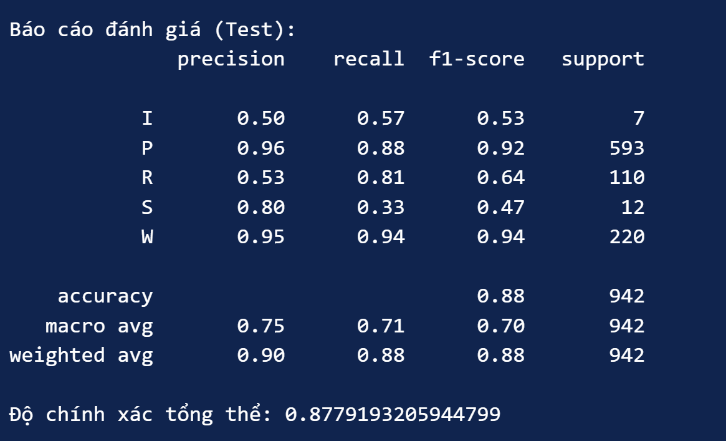 Báo cáo đánh giá (Test):
precision recall f1-score support
I 0.50 0.57 0.53 7
P 0.96 0.88 0.92 593
R 0.53 0.81 0.64 110
S 0.80 0.33 0.47 12
W 0.95 0.94 0.94 220
accuracy 0.88 942
macro avg 0.75 0.71 0.70 942
weighted avg 0.90 0.88 0.88 942
Độ chính xác tổng thể: 0.8779193205944799